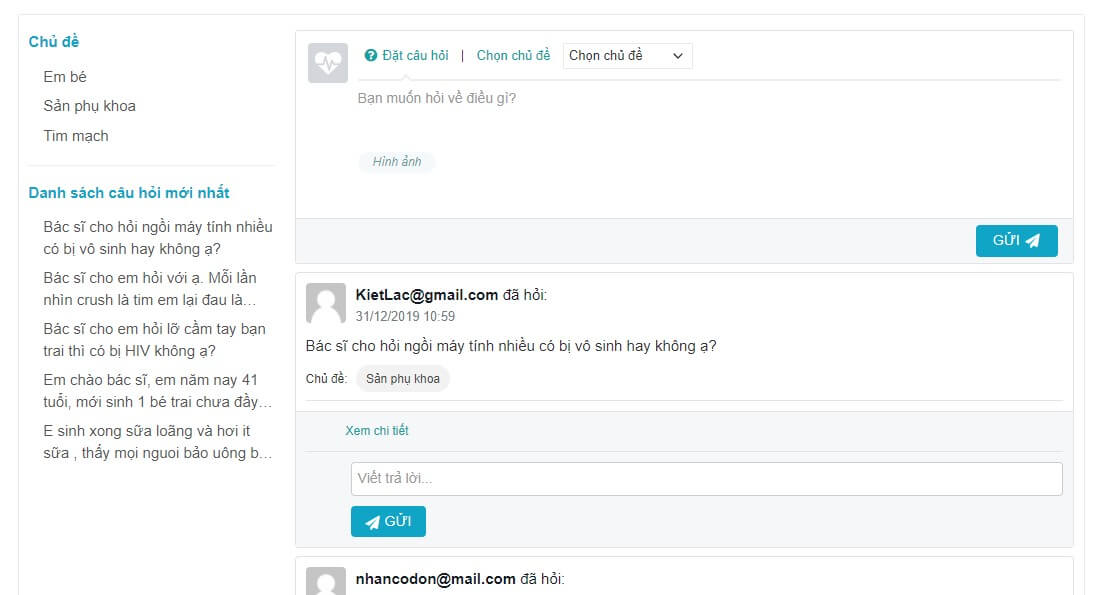 Chủ đề
Em bé
Sản phụ khoa
Tim mạch
Danh sách câu hỏi mới nhất
Bác sĩ cho hỏi ngồi máy tính nhiều
có bị vô sinh hay không ạ?
Bác sĩ cho em hỏi với ạ. Mỗi lần
nhìn crush là tim em lại đau là...
Bác sĩ cho em hỏi lỡ cầm tay bạn
trai thì có bị HIV không ạ?
Em chào bác sĩ, em năm nay 41
tuổi, mới sinh 1 bé trai chưa đầy...
E sinh xong sữa loãng và hơi it
sữa , thấy mọi nguoi bảo uông b...
Đặt câu hỏi | Chọn chủ đề Chọn chủ đề
Bạn muốn hỏi về điều gì?
Hình ảnh
GỬI
KietLac@gmail.com đã hỏi:
31/12/2019 10:59
Bác sĩ cho hỏi ngồi máy tính nhiều có bị vô sinh hay không ạ?
Chủ đề: Sản phụ khoa
Xem chi tiết
Viết trả lời...
GỬI
nhancodon@mail.com đã hỏi: